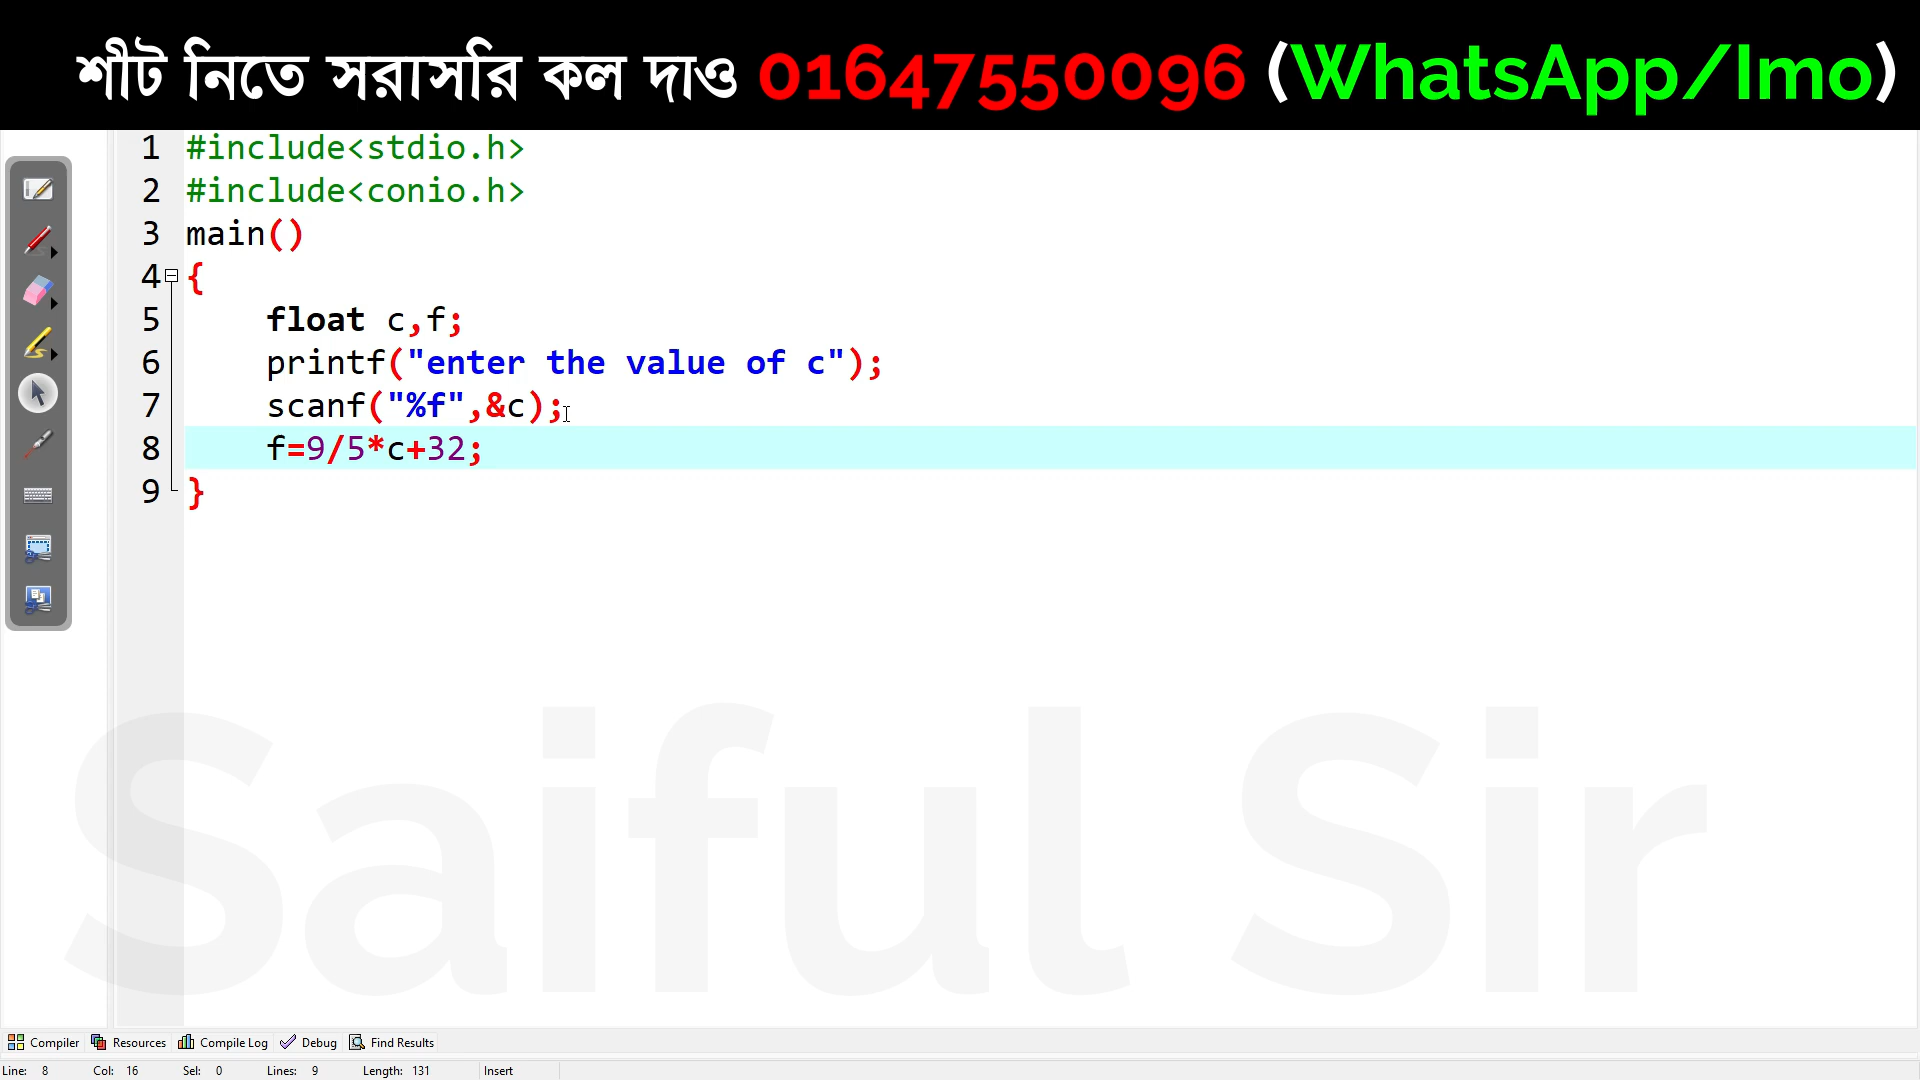 শীট নিতে সরাসরি কল দাও 01647550096 (WhatsApp/Imo)
1 #include<stdio.h>
2 #include<conio.h>
3 main()
4 {
5 float c,f;
6 printf("enter the value of c");
7 scanf("%f",&c);
8 f=9/5*c+32;
9 }
Saiful Sir
Compiler Resources Compile Log Debug Find Results
Line: 8 Col: 16 Sel: 0 Lines: 9 Length: 131 Insert